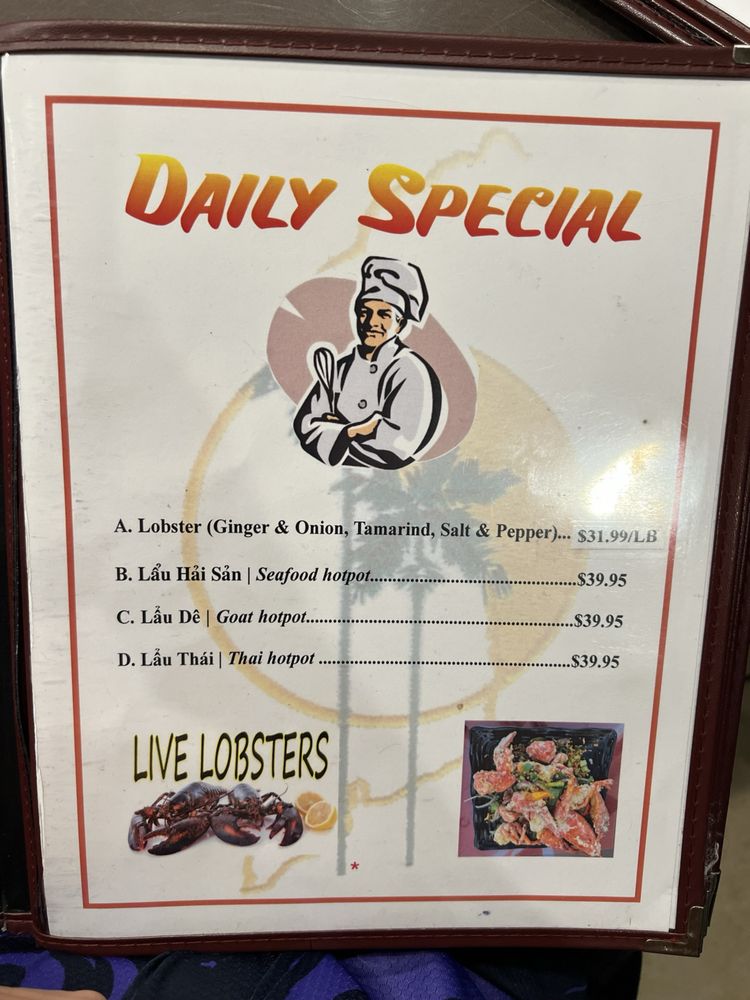 DAILY SPECIAL
A. Lobster (Ginger & Onion, Tamarind, Salt & Pepper)... $31.99/LB
B. Lẩu Hải Sản | Seafood hotpot..................................................$39.95
C. Lẩu Dê | Goat hotpot................................................................$39.95
D. Lẩu Thái | Thai hotpot ............................................................$39.95
LIVE LOBSTERS
*